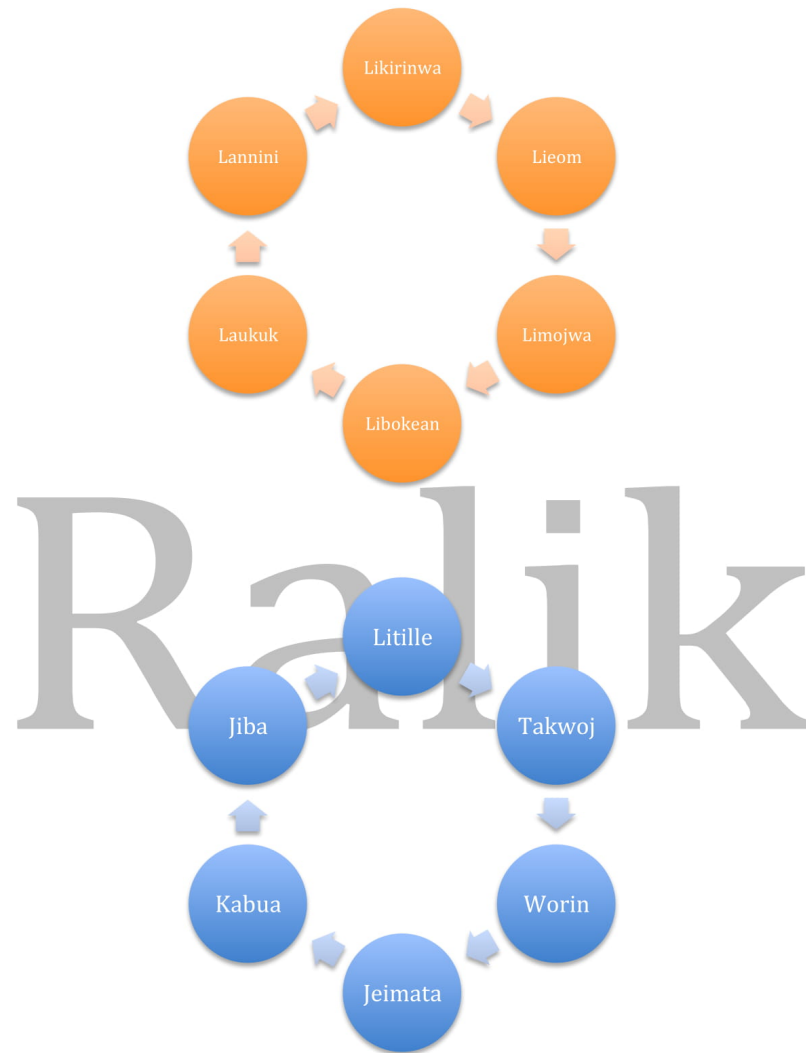 Likirinwa
Lieom
Limojwa
Libokean
Laukuk
Lannini
Ralik
Litille
Takwoj
Worin
Jeimata
Kabua
Jiba